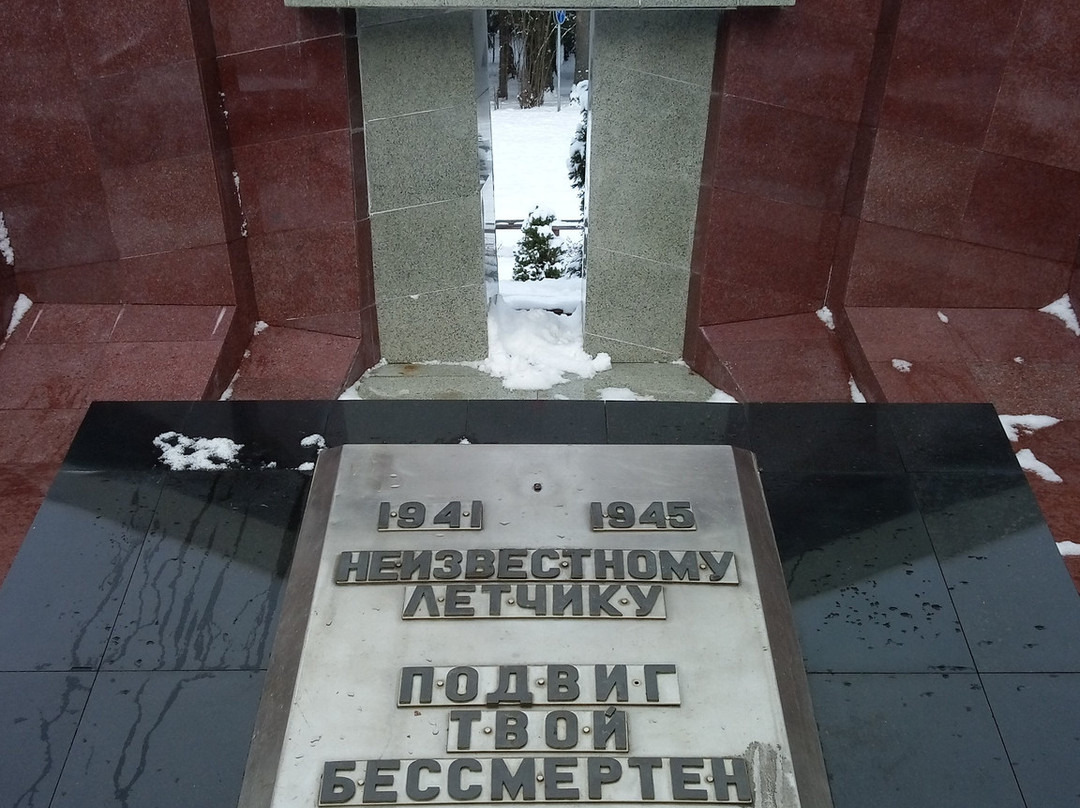 1941 1945
НЕИЗВЕСТНОМУ
ЛЕТЧИКУ
ПОДВИГ
ТВОЙ
БЕССМЕРТЕН